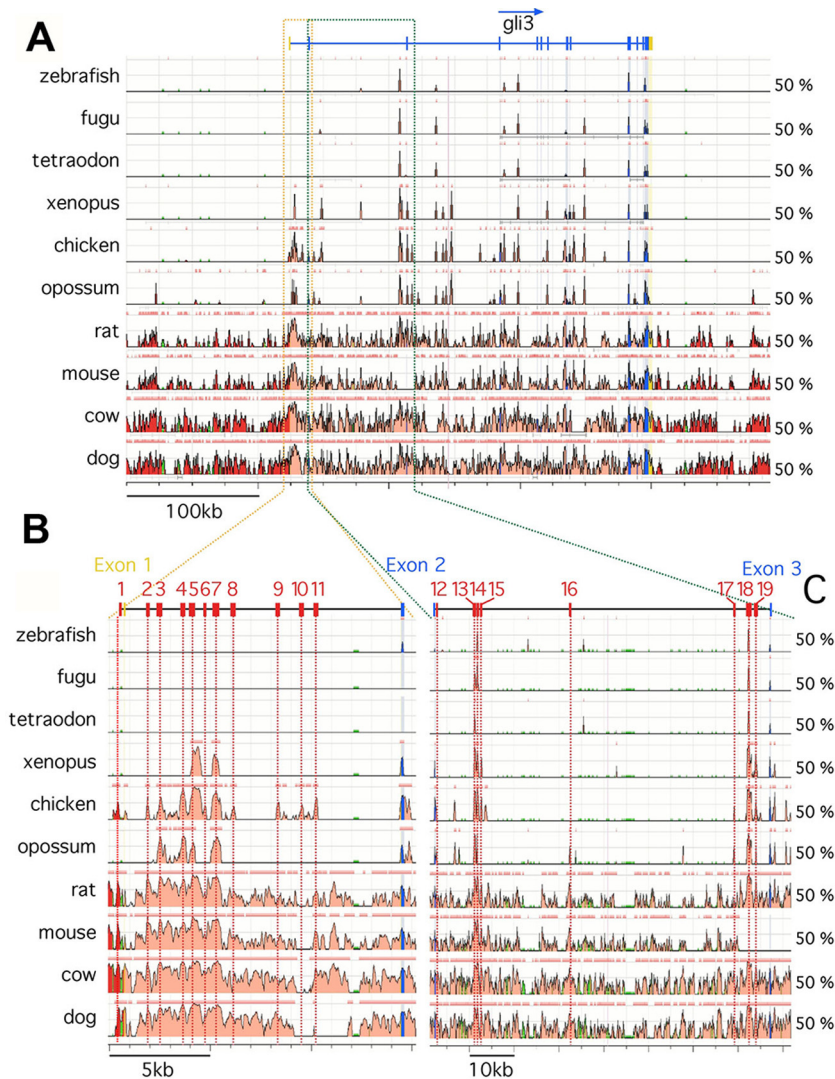 A
gli3
zebrafish 50 %
fugu 50 %
tetraodon 50 %
xenopus 50 %
chicken 50 %
opossum 50 %
rat 50 %
mouse 50 %
cow 50 %
dog 50 %
100kb
B
Exon 1 Exon 2 Exon 3
1 2 3 4 5 6 7 8 9 10 11 12 13 14 15 16 17 18 19 C
zebrafish 50 %
fugu 50 %
tetraodon 50 %
xenopus 50 %
chicken 50 %
opossum 50 %
rat 50 %
mouse 50 %
cow 50 %
dog 50 %
5kb 10kb